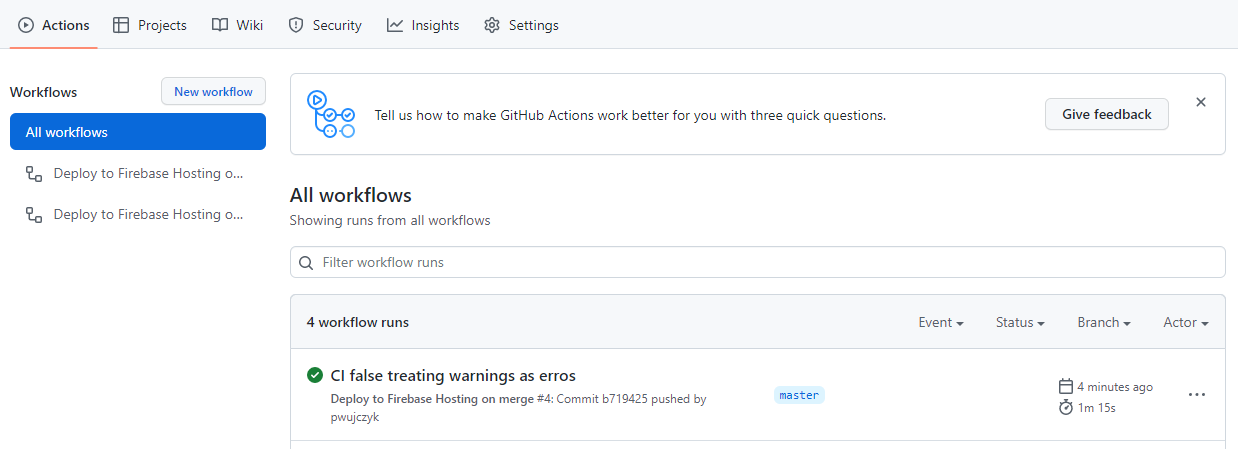 Actions Projects Wiki Security Insights Settings
Workflows
New workflow
All workflows
Deploy to Firebase Hosting o...
Deploy to Firebase Hosting o...
Tell us how to make GitHub Actions work better for you with three quick questions.
Give feedback
All workflows
Showing runs from all workflows
Filter workflow runs
4 workflow runs
Event Status Branch Actor
CI false treating warnings as erros
Deploy to Firebase Hosting on merge #4: Commit b719425 pushed by
pwujczyk
master
4 minutes ago
1m 15s